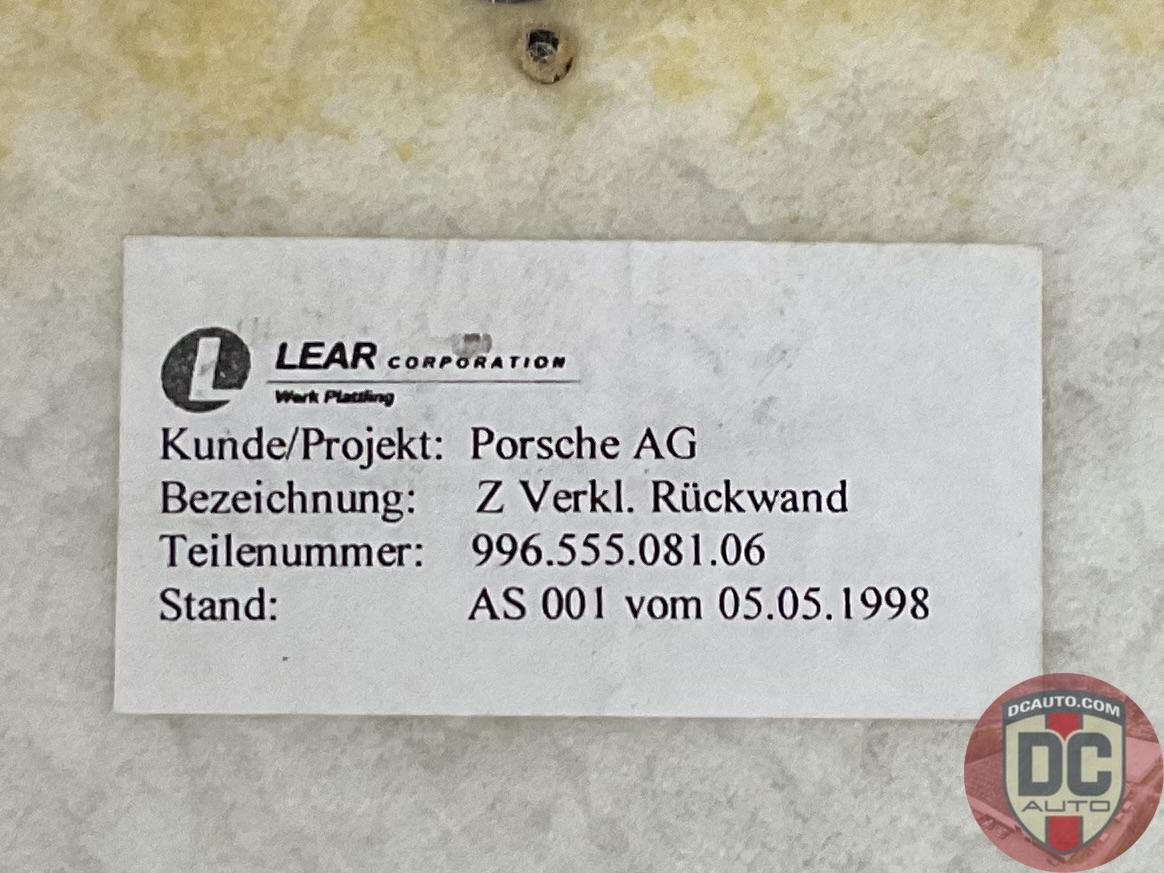 LEAR CORPORATION
Werk Plattling
Kunde/Projekt: Porsche AG
Bezeichnung: Z Verkl. Rückwand
Teilenummer: 996.555.081.06
Stand: AS 001 vom 05.05.1998
DCAUTO.COM
DC
AUTO